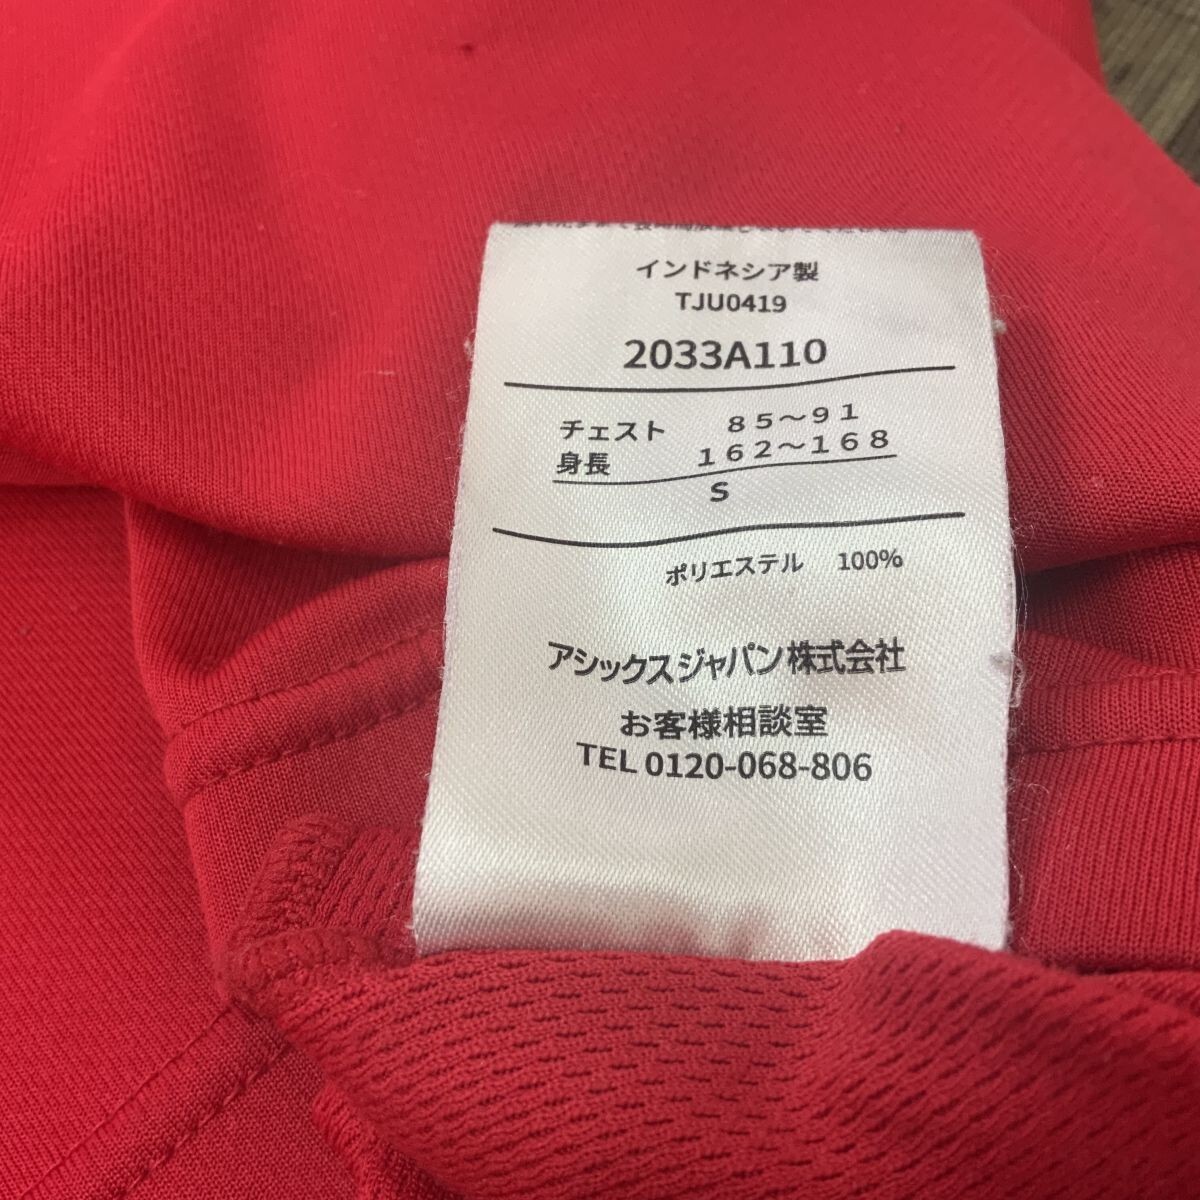 インドネシア製
TJU0419
2033A110
チェスト 85～91
身長 162～168
S
ポリエステル 100%
アシックスジャパン株式会社
お客様相談室
TEL 0120-068-806